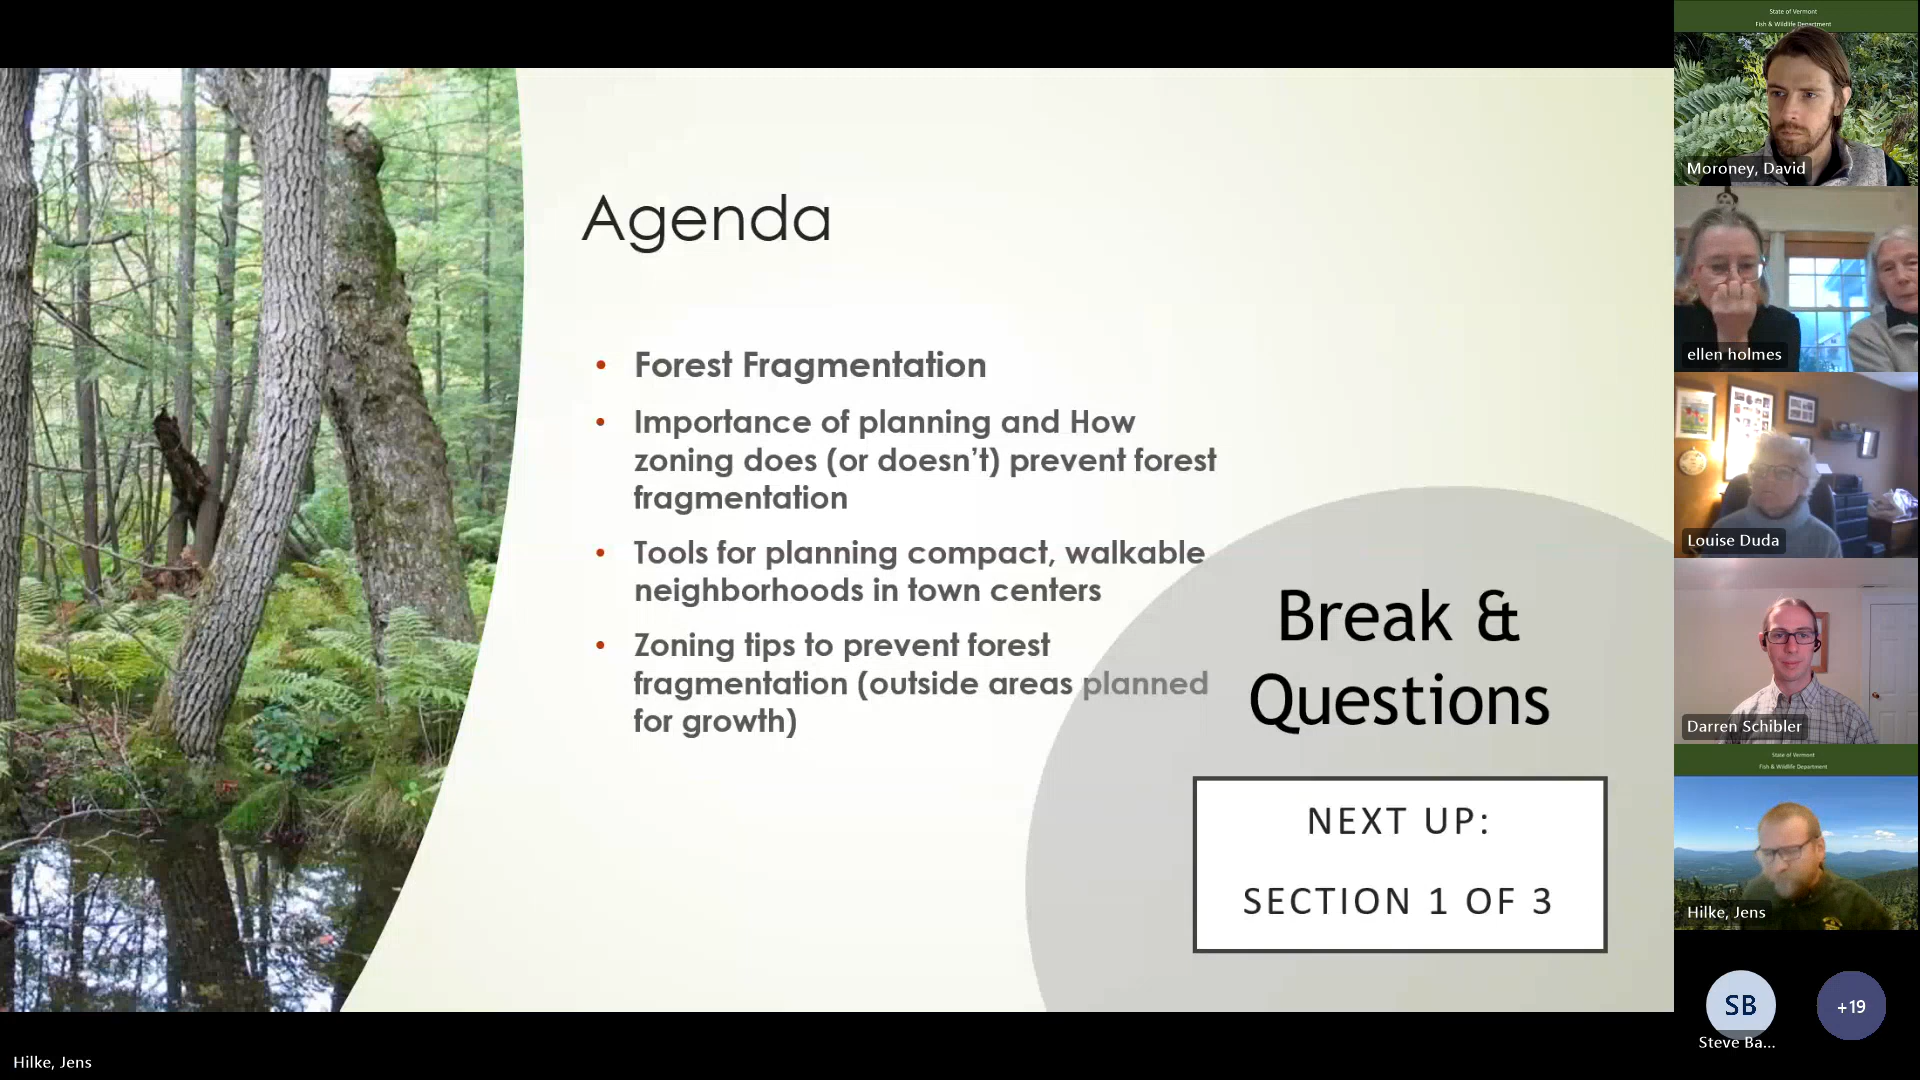 Agenda
• Forest Fragmentation
• Importance of planning and How
zoning does (or doesn’t) prevent forest
fragmentation
• Tools for planning compact, walkable
neighborhoods in town centers
• Zoning tips to prevent forest
fragmentation (outside areas planned
for growth)
Break &
Questions
NEXT UP:
SECTION 1 OF 3
State of Vermont
Fish & Wildlife Department
Moroney, David
ellen holmes
Louise Duda
Darren Schibler
State of Vermont
Fish & Wildlife Department
Hilke, Jens
SB
+19
Steve Ba...
Hilke, Jens